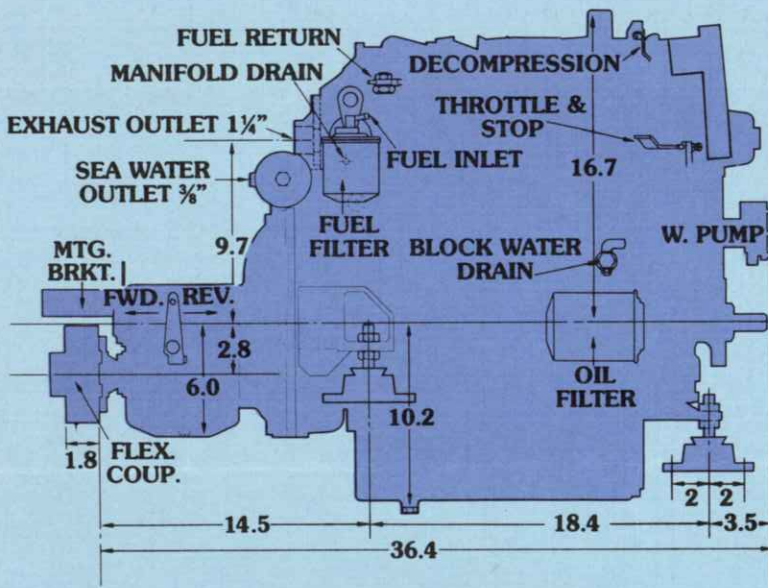 FUEL RETURN
MANIFOLD DRAIN
EXHAUST OUTLET 1¼”
SEA WATER
OUTLET ⅜”
9.7
MTG.
BRKT.
FWD. REV.
2.8
6.0
1.8
FLEX.
COUP.
FUEL INLET
FUEL
FILTER
DECOMPRESSION
THROTTLE &
STOP
16.7
W. PUMP
BLOCK WATER
DRAIN
OIL
FILTER
10.2
2 2
14.5 18.4 3.5
36.4